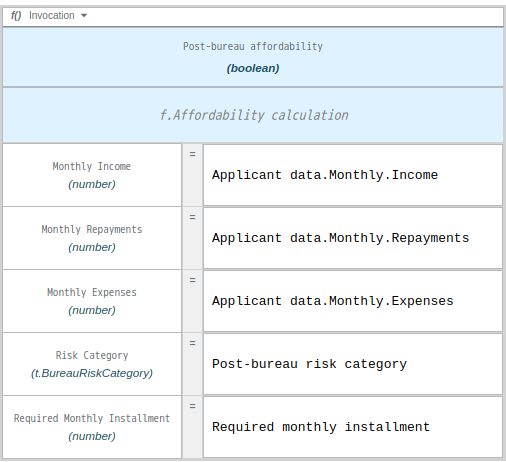 f() Invocation
Post-bureau affordability
(boolean)
f.Affordability calculation
Monthly Income
(number)
=
Applicant data.Monthly.Income
Monthly Repayments
(number)
=
Applicant data.Monthly.Repayments
Monthly Expenses
(number)
=
Applicant data.Monthly.Expenses
Risk Category
(t.BureauRiskCategory)
=
Post-bureau risk category
Required Monthly Installment
(number)
=
Required monthly installment